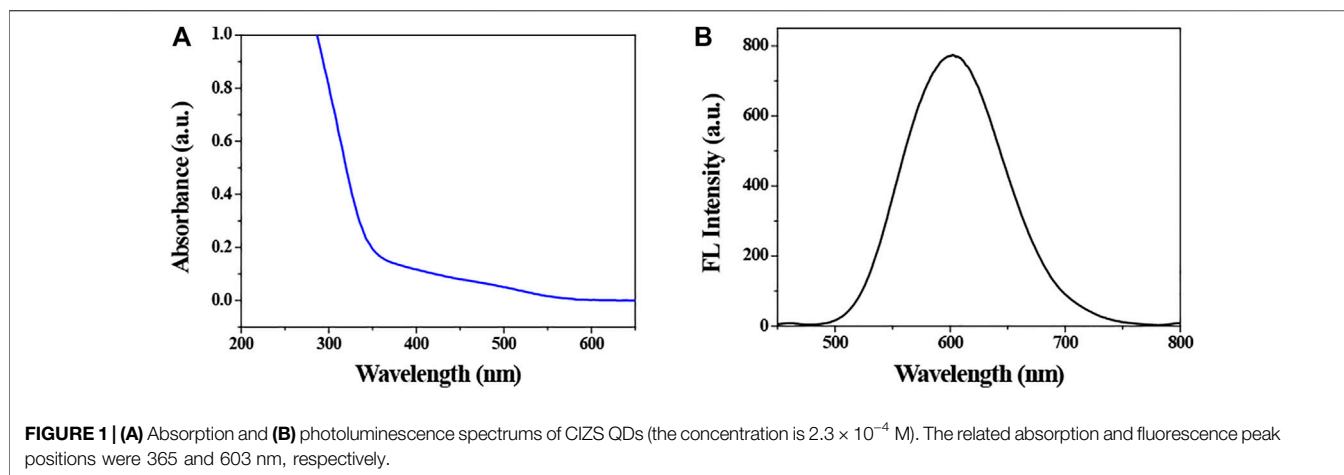 A
1.0
0.8
0.6
0.4
0.2
0.0
Absorbance (a.u.)
200 300 400 500 600
Wavelength (nm)
B
800
600
400
200
0
FL Intensity (a.u.)
500 600 700 800
Wavelength (nm)
FIGURE 1 | (A) Absorption and (B) photoluminescence spectrums of CIZS QDs (the concentration is 2.3 × 10⁻⁴ M). The related absorption and fluorescence peak
positions were 365 and 603 nm, respectively.